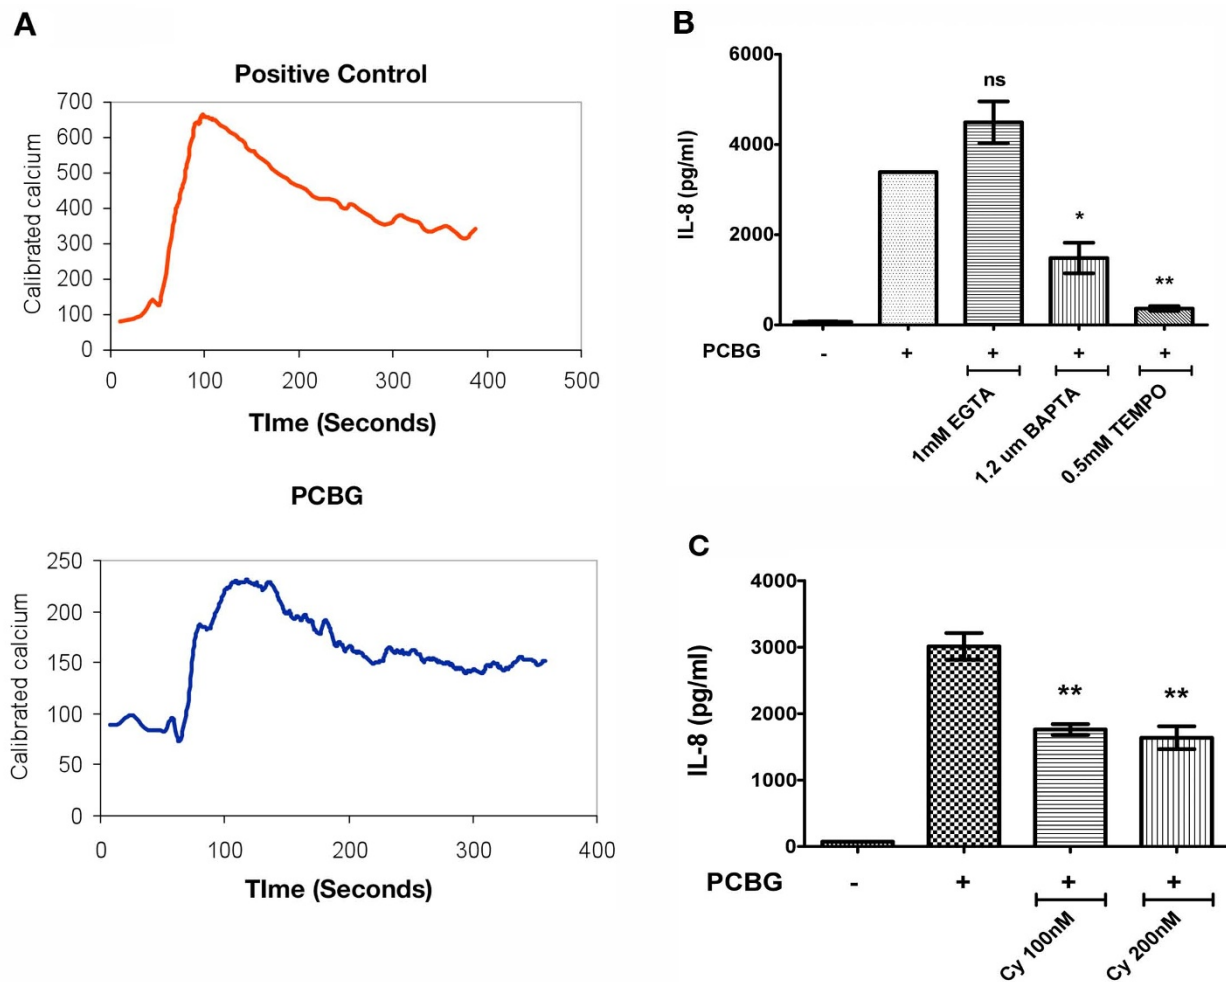 A
Positive Control
700
600
500
400
300
200
100
0
Calibrated calcium
0 100 200 300 400 500
TIme (Seconds)
PCBG
250
200
150
100
50
0
Calibrated calcium
0 100 200 300 400
TIme (Seconds)
B
6000
4000
2000
0
IL-8 (pg/ml)
ns
*
**
PCBG - + + + +
1mM EGTA
1.2 um BAPTA
0.5mM TEMPO
C
4000
3000
2000
1000
0
IL-8 (pg/ml)
** **
PCBG - + + +
Cy 100nM
Cy 200nM